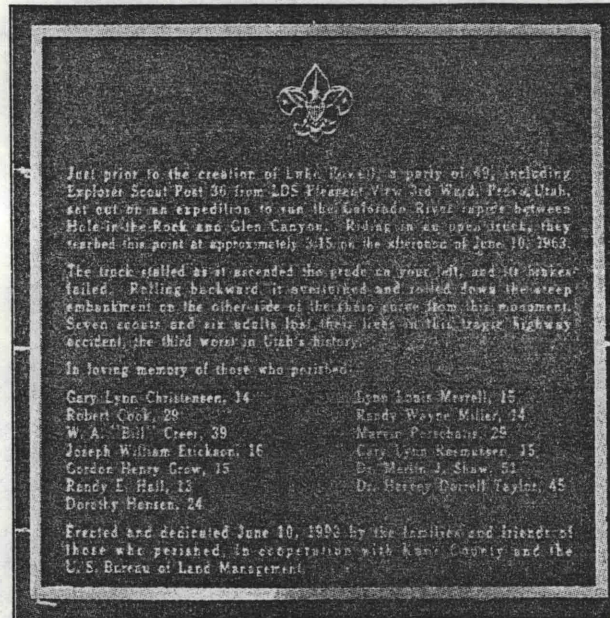 Just prior to the creation of Lake Powell, a party of 49, including
Explorer Scout Post 36 from LDS Pleasant View 3rd Ward, Provo, Utah,
set out on an expedition to run the Colorado River rapids between
Hole-in-the-Rock and Glen Canyon. Riding in an open truck, they
reached this point at approximately 3:15 on the afternoon of June 10, 1963.
The truck stalled as it ascended the grade on your left, and its brakes
failed. Rolling backward, it overturned and rolled down the steep
embankment on the other side of the sharp curve from this monument.
Seven scouts and six adults lost their lives in this tragic highway
accident, the third worst in Utah's history.
In loving memory of those who perished:
Gary Lynn Christensen, 14
Robert Cook, 29
W. A. "Bill" Creer, 39
Joseph William Erickson, 16
Gordon Henry Grow, 15
Randy E. Hall, 13
Dorothy Hansen, 24
Lynn Louis Merrell, 15
Randy Wayne Miller, 14
Marvin 29
Gary Lynn Rasmussen, 15
Dr. Merlin J. Shaw, 51
Dr. Harvey Darrell Taylor, 45
Erected and dedicated June 10, 1993 by the families and friends of
those who perished, in cooperation with Kane County and the
U. S. Bureau of Land Management